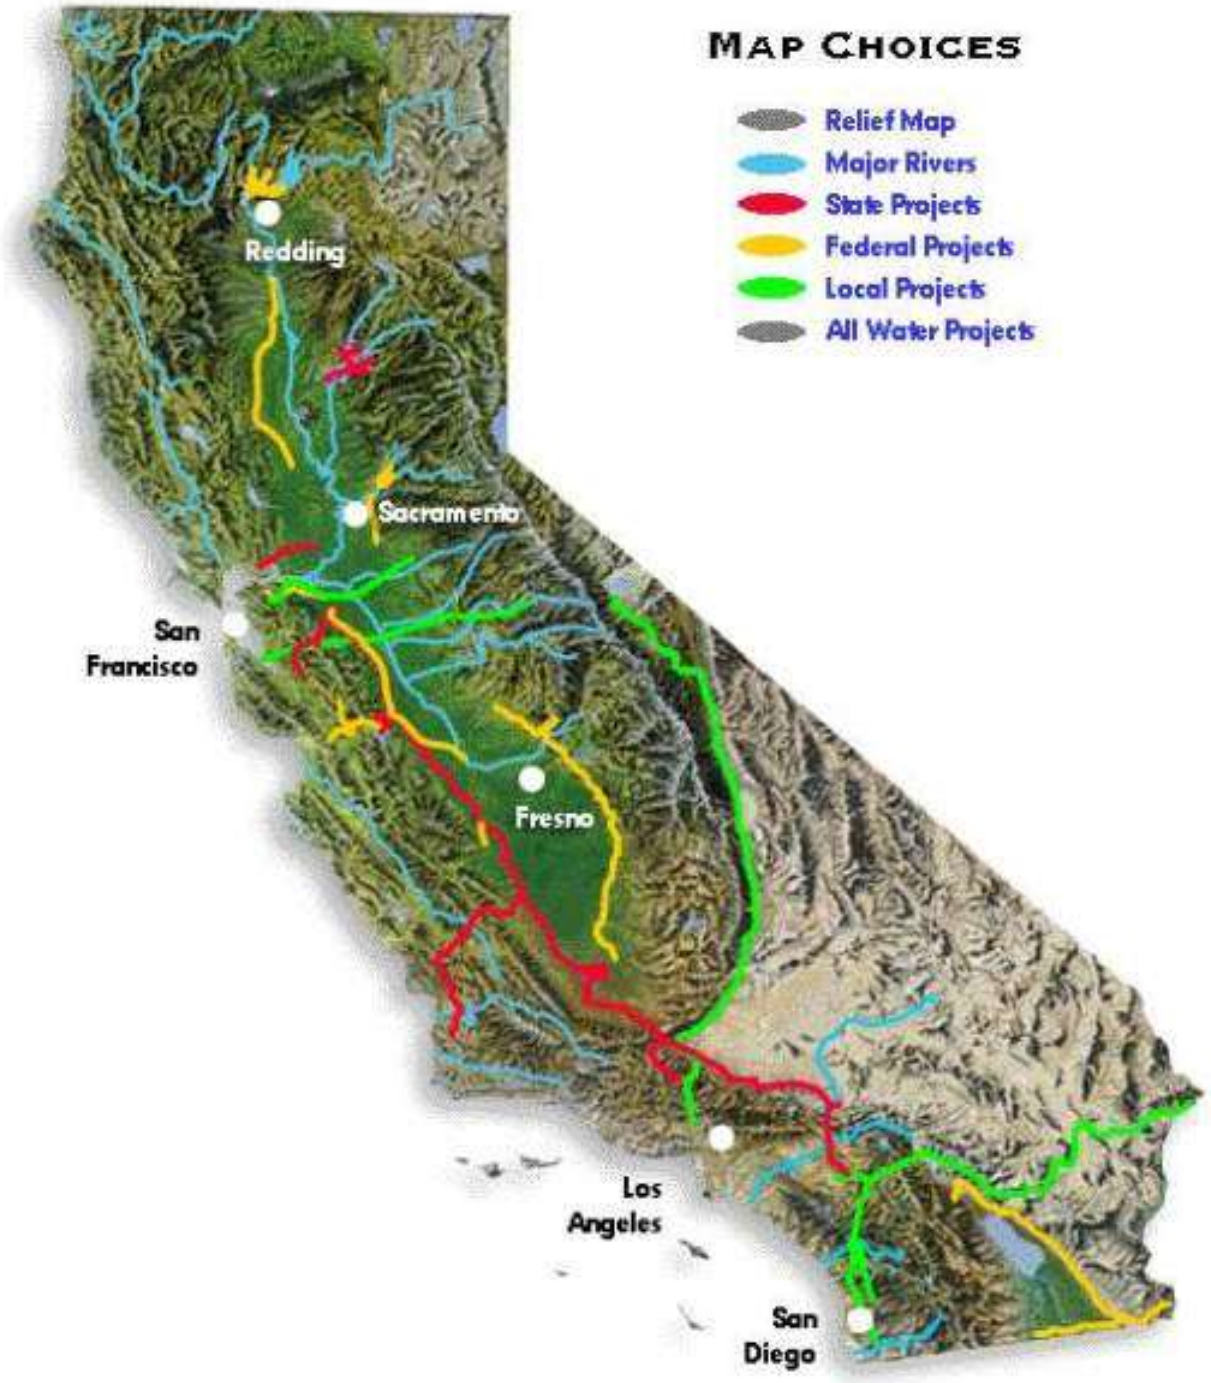 MAP CHOICES
Relief Map
Major Rivers
State Projects
Federal Projects
Local Projects
All Water Projects
Redding
Sacramento
San
Francisco
Fresno
Los
Angeles
San
Diego